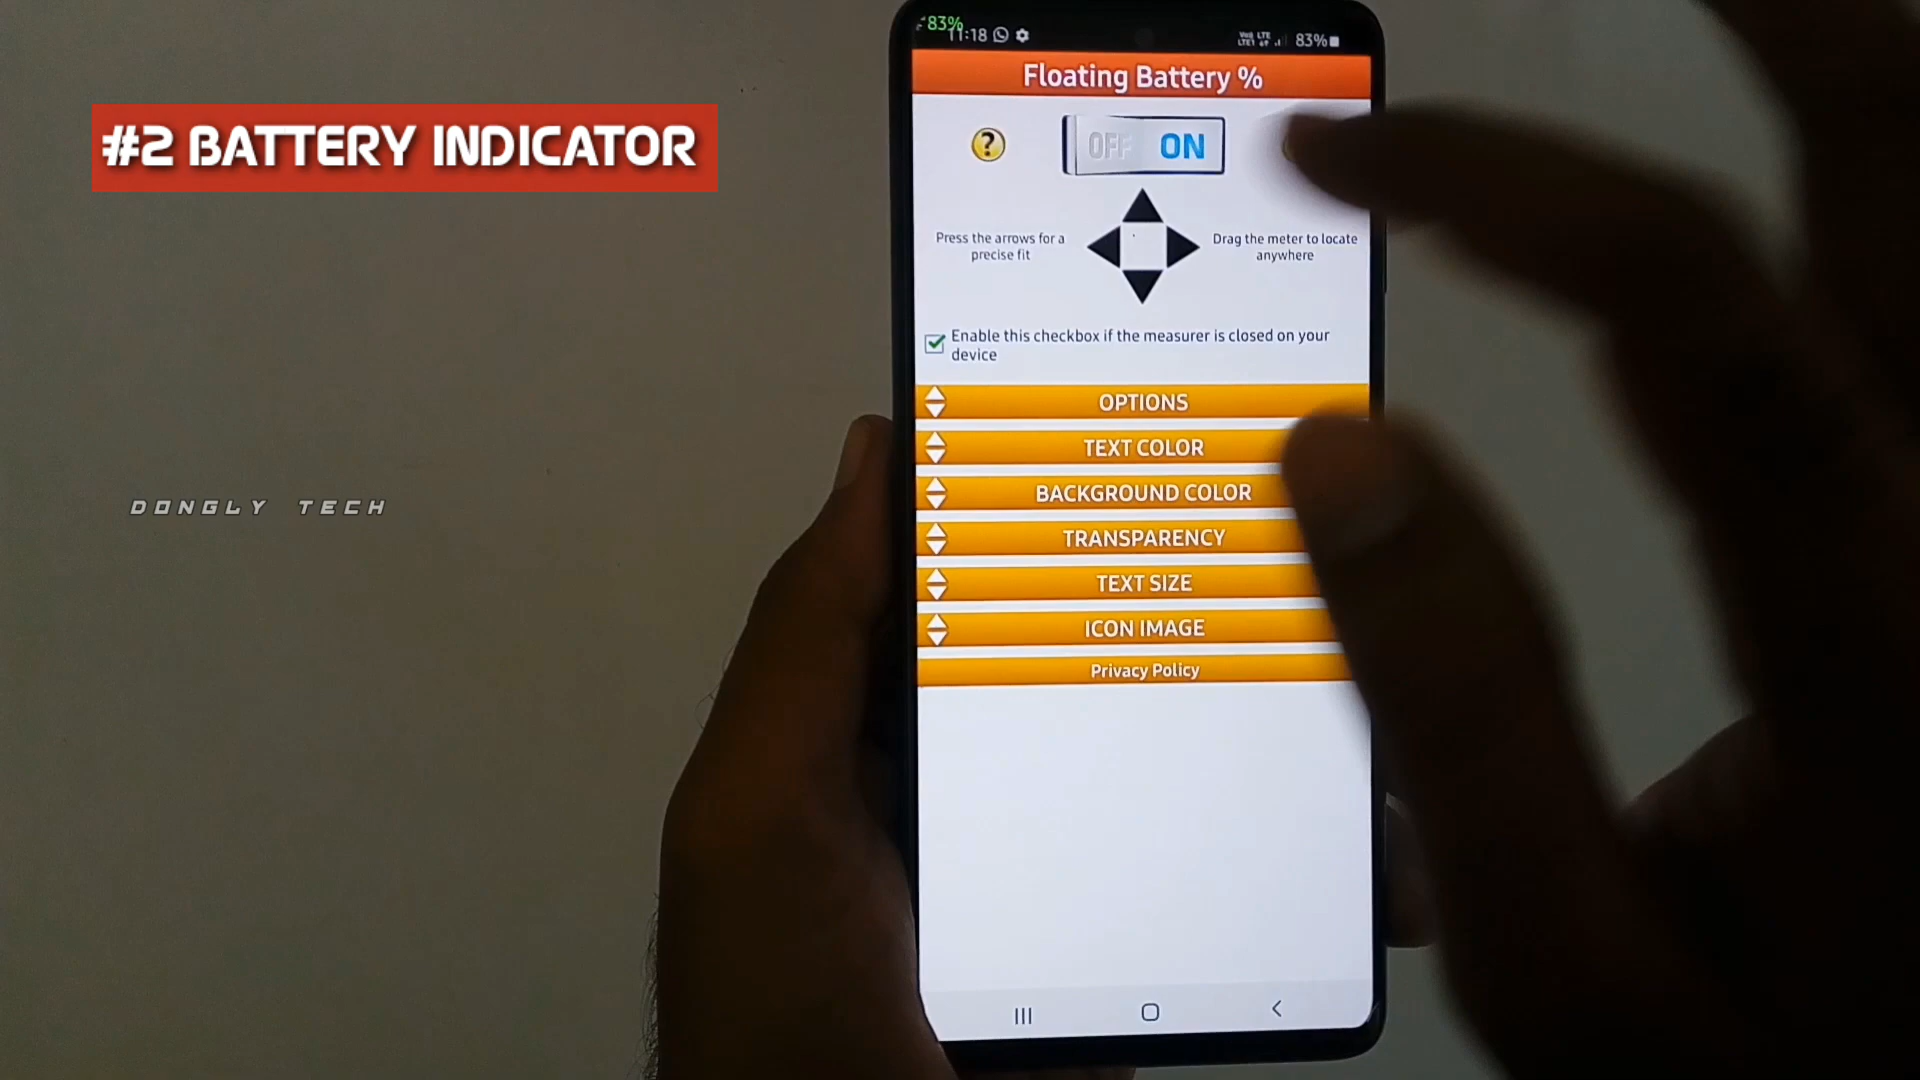 #2 BATTERY INDICATOR
DONGLY TECH
83%
11:18
83%
Floating Battery %
?
OFF ON
Press the arrows for a
precise fit
Drag the meter to locate
anywhere
Enable this checkbox if the measurer is closed on your
device
OPTIONS
TEXT COLOR
BACKGROUND COLOR
TRANSPARENCY
TEXT SIZE
ICON IMAGE
Privacy Policy